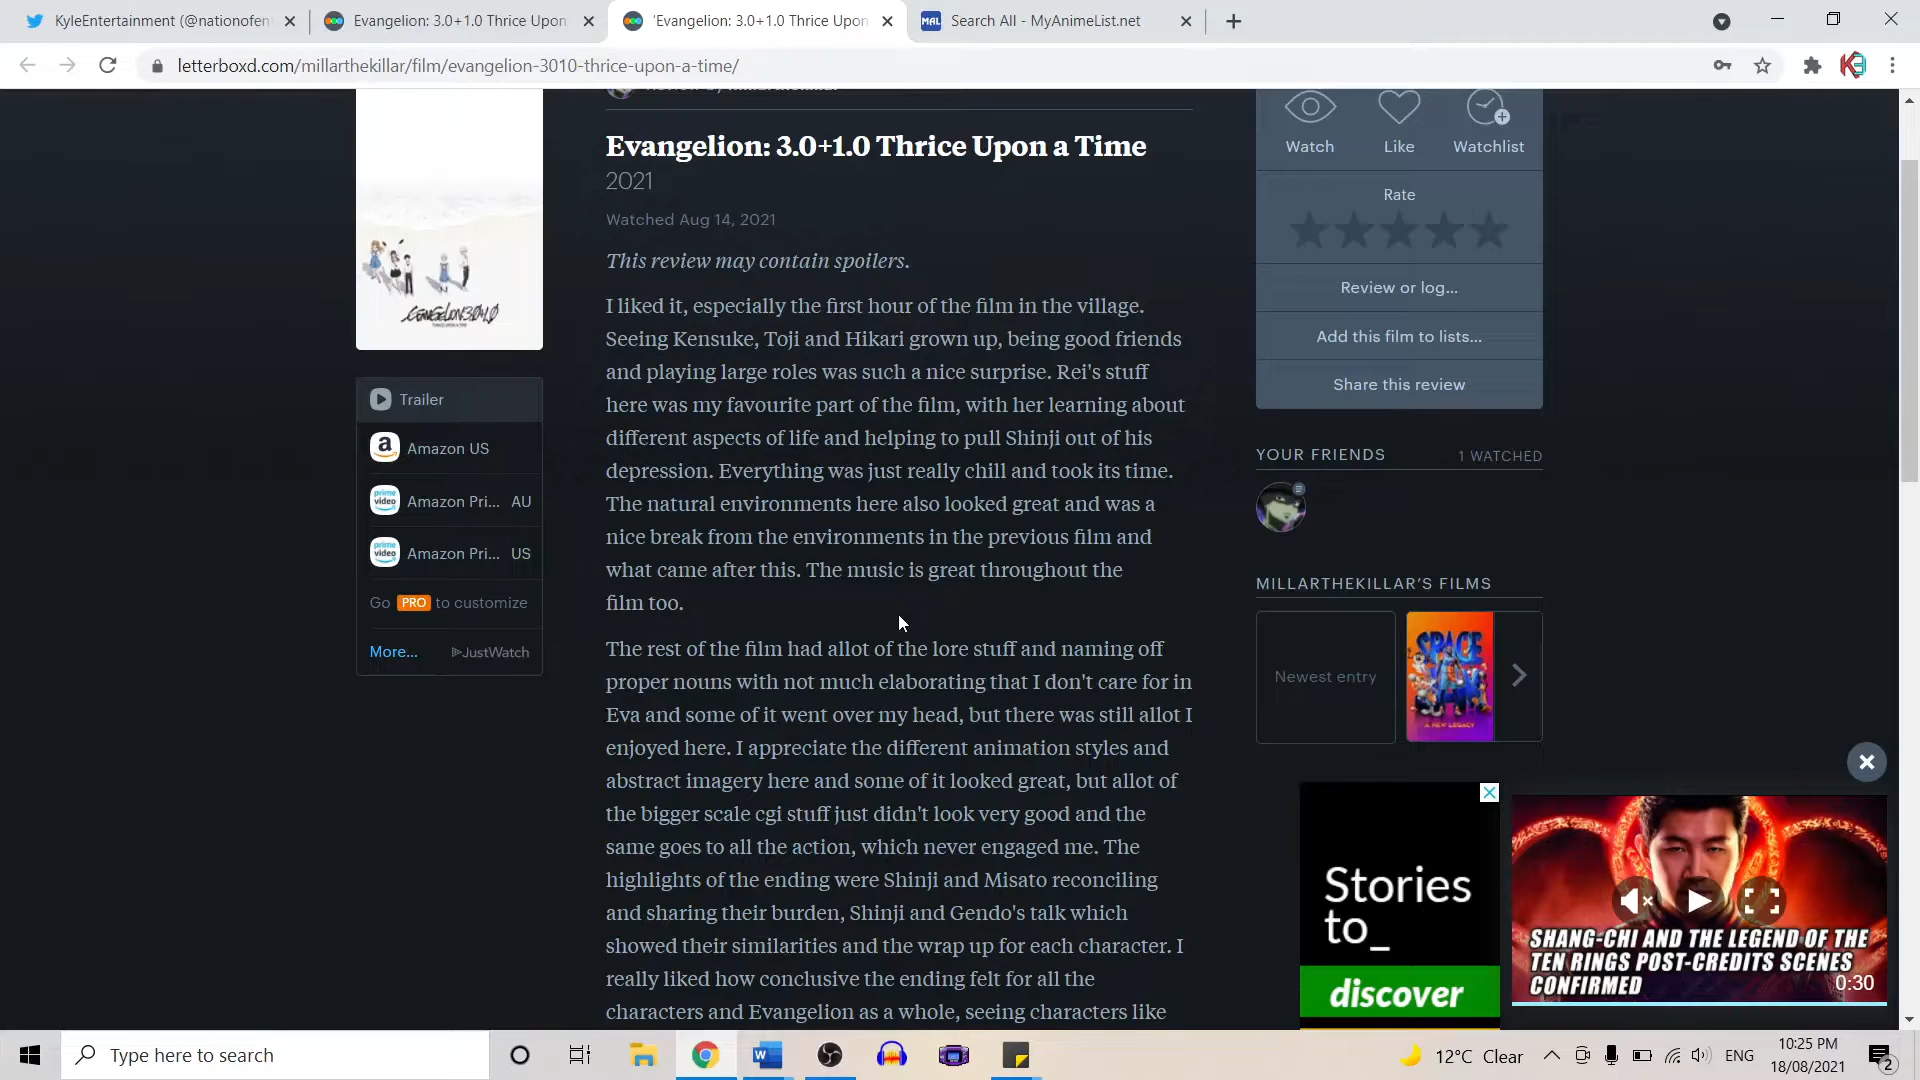 KyleEntertainment (@nationofen
Evangelion: 3.0+1.0 Thrice Upon
'Evangelion: 3.0+1.0 Thrice Upon
MAL
Search All - MyAnimeList.net
letterboxd.com/millarthekillar/film/evangelion-3010-thrice-upon-a-time/
Evangelion: 3.0+1.0 Thrice Upon a Time
2021
Watched Aug 14, 2021
This review may contain spoilers.
I liked it, especially the first hour of the film in the village.
Seeing Kensuke, Toji and Hikari grown up, being good friends
and playing large roles was such a nice surprise. Rei's stuff
here was my favourite part of the film, with her learning about
different aspects of life and helping to pull Shinji out of his
depression. Everything was just really chill and took its time.
The natural environments here also looked great and was a
nice break from the environments in the previous film and
what came after this. The music is great throughout the
film too.
The rest of the film had allot of the lore stuff and naming off
proper nouns with not much elaborating that I don't care for in
Eva and some of it went over my head, but there was still allot I
enjoyed here. I appreciate the different animation styles and
abstract imagery here and some of it looked great, but allot of
the bigger scale cgi stuff just didn't look very good and the
same goes to all the action, which never engaged me. The
highlights of the ending were Shinji and Misato reconciling
and sharing their burden, Shinji and Gendo's talk which
showed their similarities and the wrap up for each character. I
really liked how conclusive the ending felt for all the
characters and Evangelion as a whole, seeing characters like
Trailer
Amazon US
prime video
Amazon Pri... AU
prime video
Amazon Pri... US
Go PRO to customize
More...
JustWatch
Watch
Like
Watchlist
Rate
Review or log...
Add this film to lists...
Share this review
YOUR FRIENDS
1 WATCHED
MILLARTHEKILLAR'S FILMS
Newest entry
SPACE JAM
A NEW LEGACY
Stories
to_
discover
SHANG-CHI AND THE LEGEND OF THE
TEN RINGS POST-CREDITS SCENES
CONFIRMED
0:30
Type here to search
12°C Clear
ENG
10:25 PM
18/08/2021
2